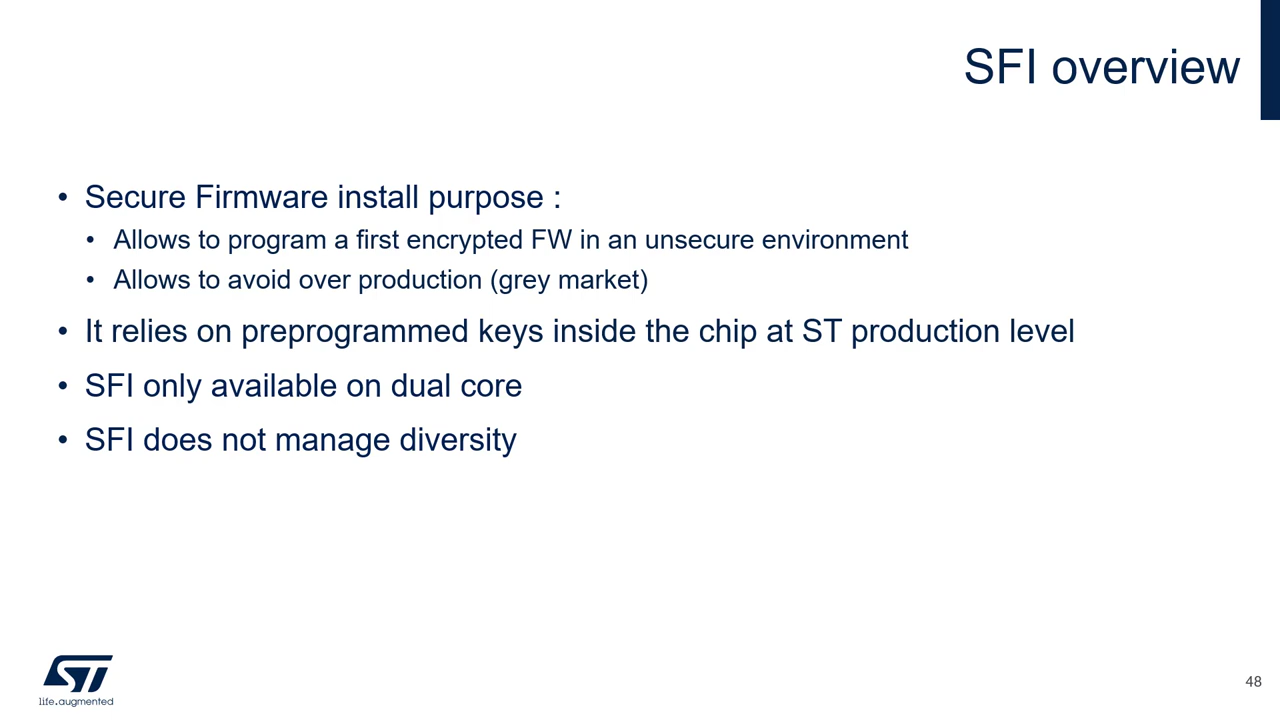 SFI overview
• Secure Firmware install purpose :
• Allows to program a first encrypted FW in an unsecure environment
• Allows to avoid over production (grey market)
• It relies on preprogrammed keys inside the chip at ST production level
• SFI only available on dual core
• SFI does not manage diversity
ST
life.augmented
48